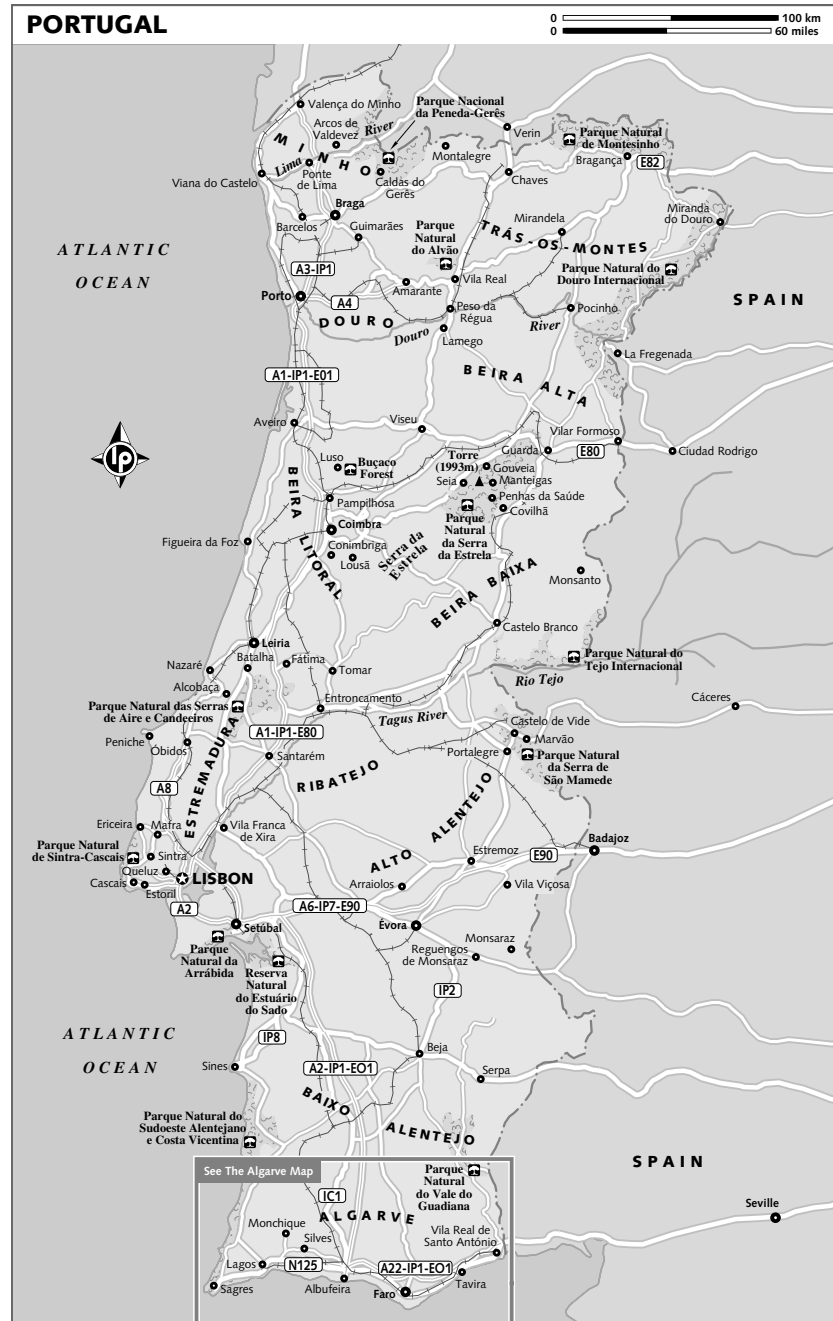 PORTUGAL
0 100 km
0 60 miles
Valença do Minho
Parque Nacional
da Peneda-Gerês
Arcos de
Valdevez
River
Verin
Parque Natural
de Montesinho
MINHO
Montalegre
Bragança
E82
Lima
Ponte
de Lima
Viana do Castelo
Caldas do
Gerês
Chaves
Braga
Miranda
do Douro
Barcelos
Guimarães
Parque
Natural
do Alvão
Mirandela
TRÁS-OS-MONTES
ATLANTIC
OCEAN
A3-IP1
Parque Natural do
Douro Internacional
Vila Real
Amarante
Porto
A4
SPAIN
Peso da
Régua
Pocinho
DOURO
Douro
River
Lamego
La Fregenada
A1-IP1-E01
BEIRA ALTA
Aveiro
Viseu
Vilar Formoso
lp
Guarda
E80
Ciudad Rodrigo
Luso
Buçaco
Forest
Torre
(1993m)
Gouveia
Seia
Manteigas
Penhas da Saúde
Covilhã
BEIRA LITORAL
Pampilhosa
Coimbra
Parque
Natural
da Serra
da Estrela
Figueira da Foz
Conimbriga
Lousã
Serra da
Estrela
BEIRA BAIXA
Monsanto
Castelo Branco
Leiria
Batalha
Fátima
Tomar
Nazaré
Parque Natural do
Tejo Internacional
Rio Tejo
Alcobaça
Parque Natural das Serras
de Aire e Candeeiros
Entroncamento
Tagus River
Cáceres
A1-IP1-E80
Castelo de Vide
Marvão
Peniche
Óbidos
Portalegre
Parque Natural
da Serra de
São Mamede
Santarém
ESTREMADURA
RIBATEJO
A8
ALTO ALENTEJO
Ericeira
Mafra
Vila Franca
de Xira
Badajoz
Parque Natural
de Sintra-Cascais
Sintra
Estremoz
E90
Queluz
LISBON
Cascais
Estoril
Arraiolos
Vila Viçosa
A2
A6-IP7-E90
Setúbal
Évora
Parque
Natural da
Arrábida
Reserva
Natural
do Estuário
do Sado
Reguengos
de Monsaraz
Monsaraz
IP2
ATLANTIC
OCEAN
IP8
Beja
Sines
A2-IP1-EO1
Serpa
BAIXO
ALENTEJO
Parque Natural do
Sudoeste Alentejano
e Costa Vicentina
See The Algarve Map
Parque
Natural
do Vale do
Guadiana
SPAIN
IC1
ALGARVE
Seville
Monchique
Silves
Vila Real de
Santo António
Lagos
N125
A22-IP1-EO1
Sagres
Albufeira
Faro
Tavira